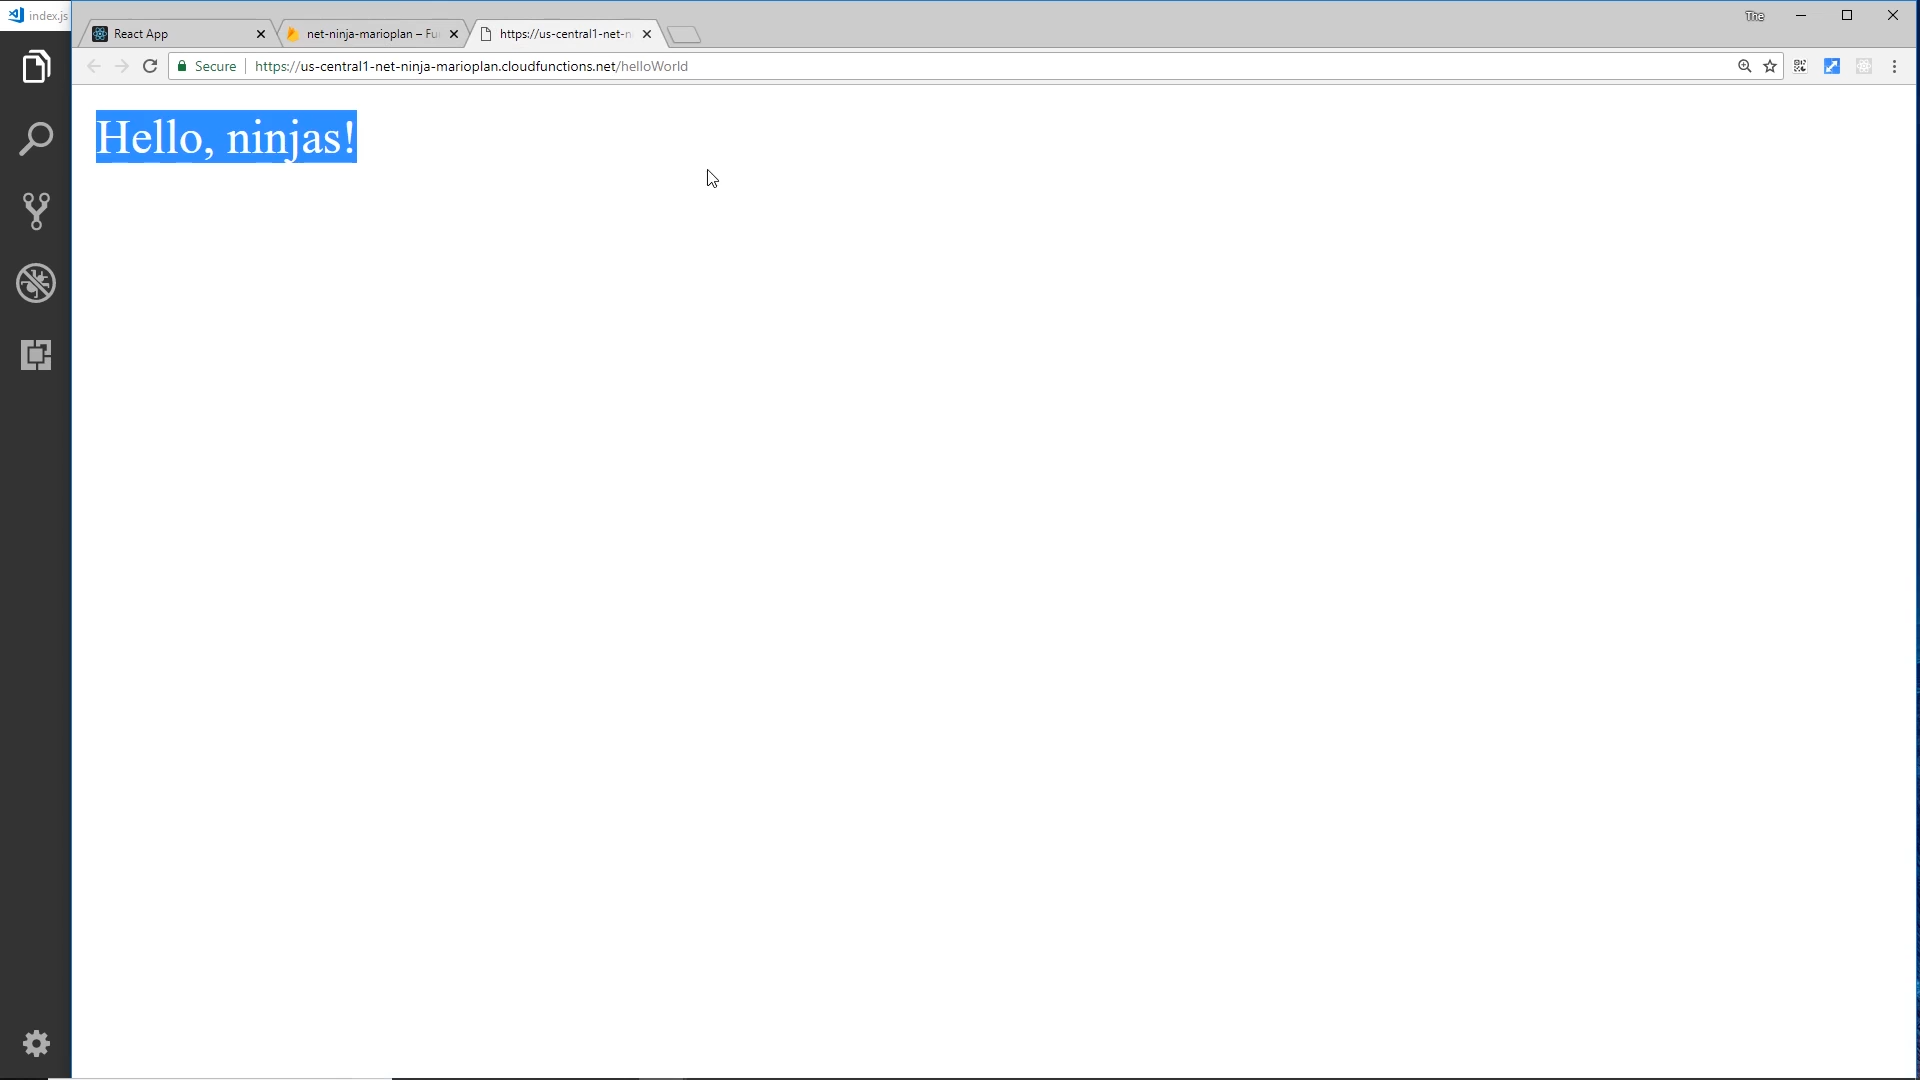 index.js
The
React App
net-ninja-marioplan – Fu
https://us-central1-net-n
Secure
https://us-central1-net-ninja-marioplan.cloudfunctions.net/helloWorld
Hello, ninjas!